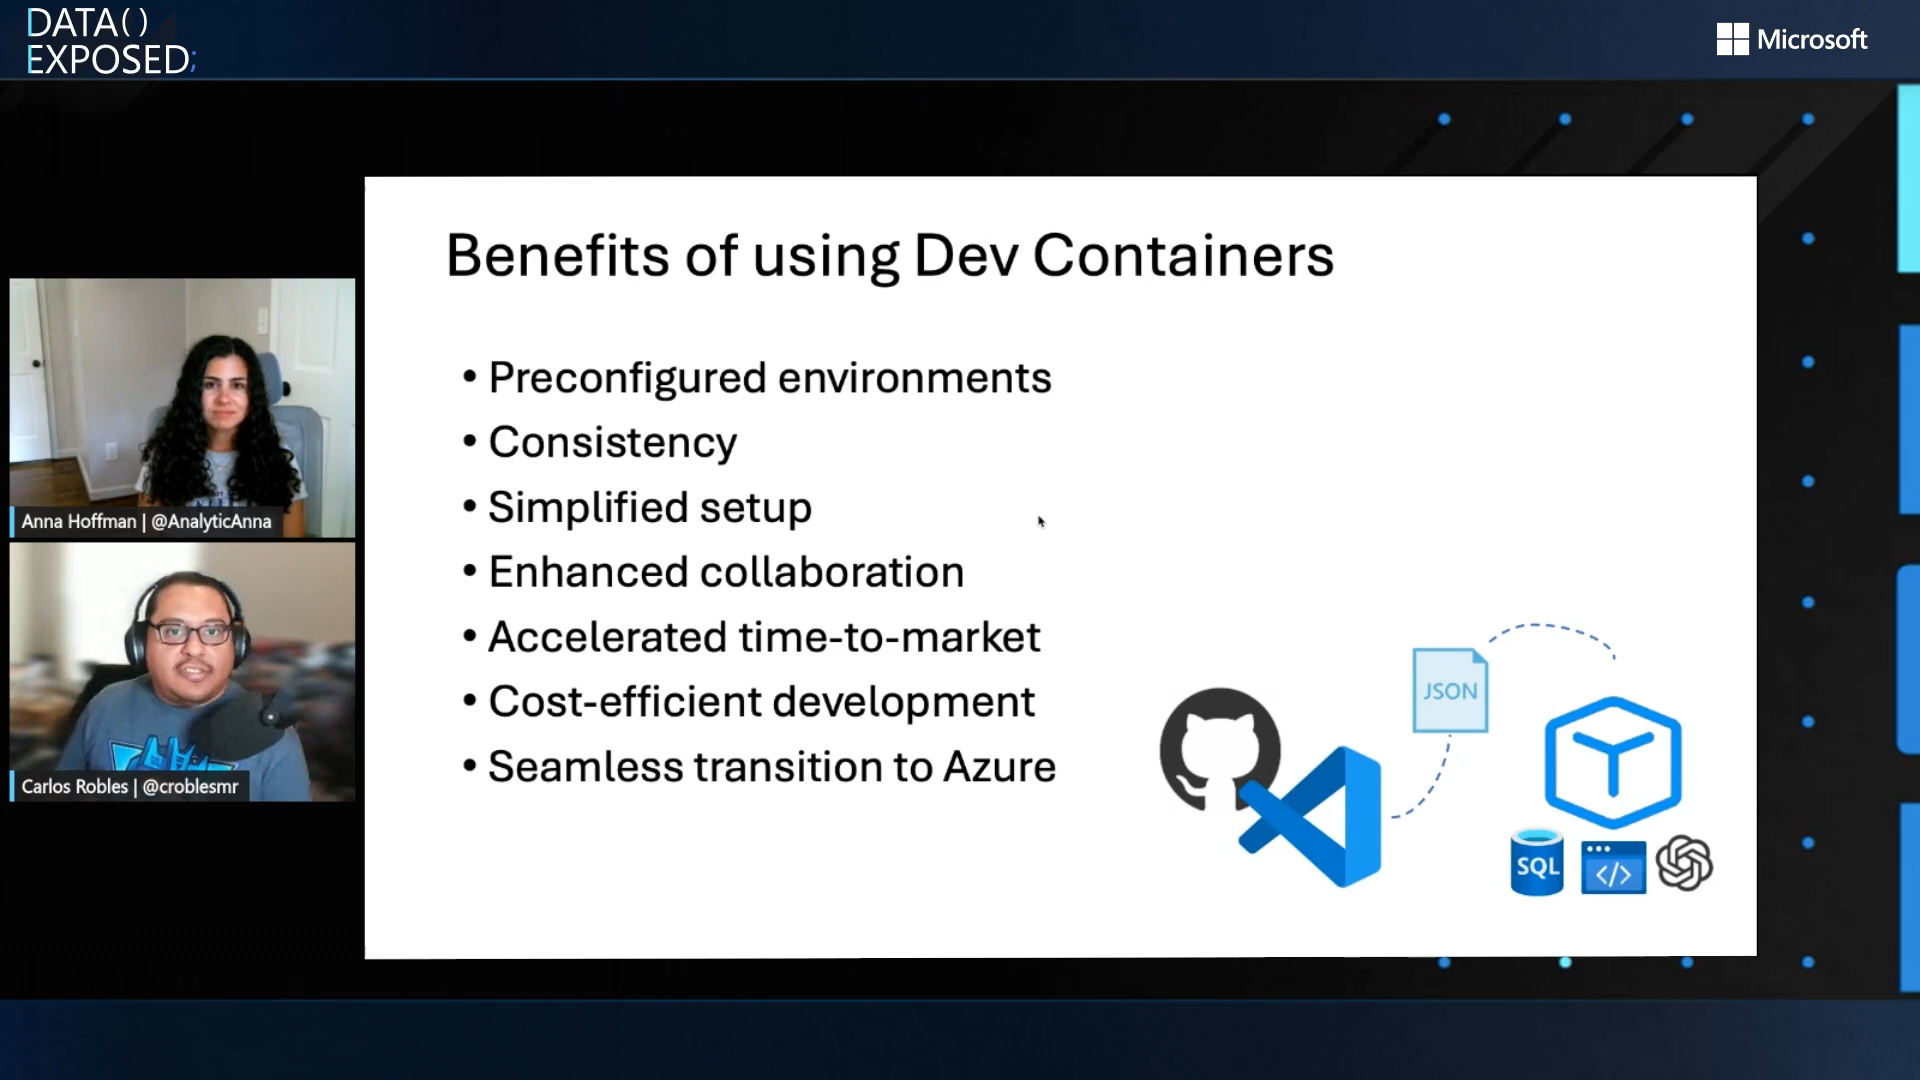 DATA()
EXPOSED;
Microsoft
Benefits of using Dev Containers
• Preconfigured environments
• Consistency
• Simplified setup
• Enhanced collaboration
• Accelerated time-to-market
• Cost-efficient development
• Seamless transition to Azure
Anna Hoffman | @AnalyticAnna
Carlos Robles | @croblesmr
JSON
SQL
</>